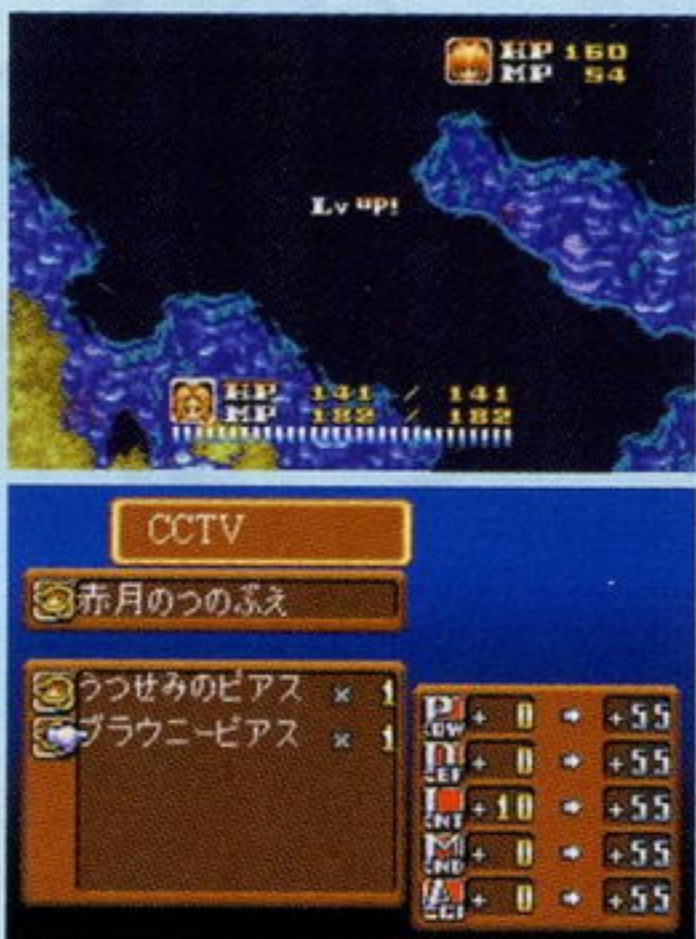 HP 160
MP 54
Lv up!
HP 141 / 141
MP 182 / 182
CCTV
赤月のつのぶえ
うつせみのピアス × 1
ブラウニーピアス × 1
POW + 0 → +55
DEF + 0 → +55
INT +10 → +55
MND + 0 → +55
AGI + 0 → +55